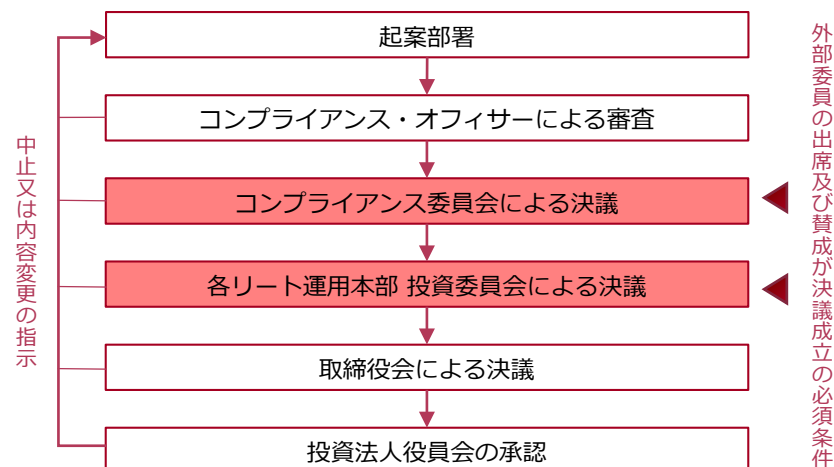 起案部署
コンプライアンス・オフィサーによる審査
コンプライアンス委員会による決議
各リート運用本部 投資委員会による決議
取締役会による決議
投資法人役員会の承認
中止又は内容変更の指示
外部委員の出席及び賛成が決議成立の必須条件